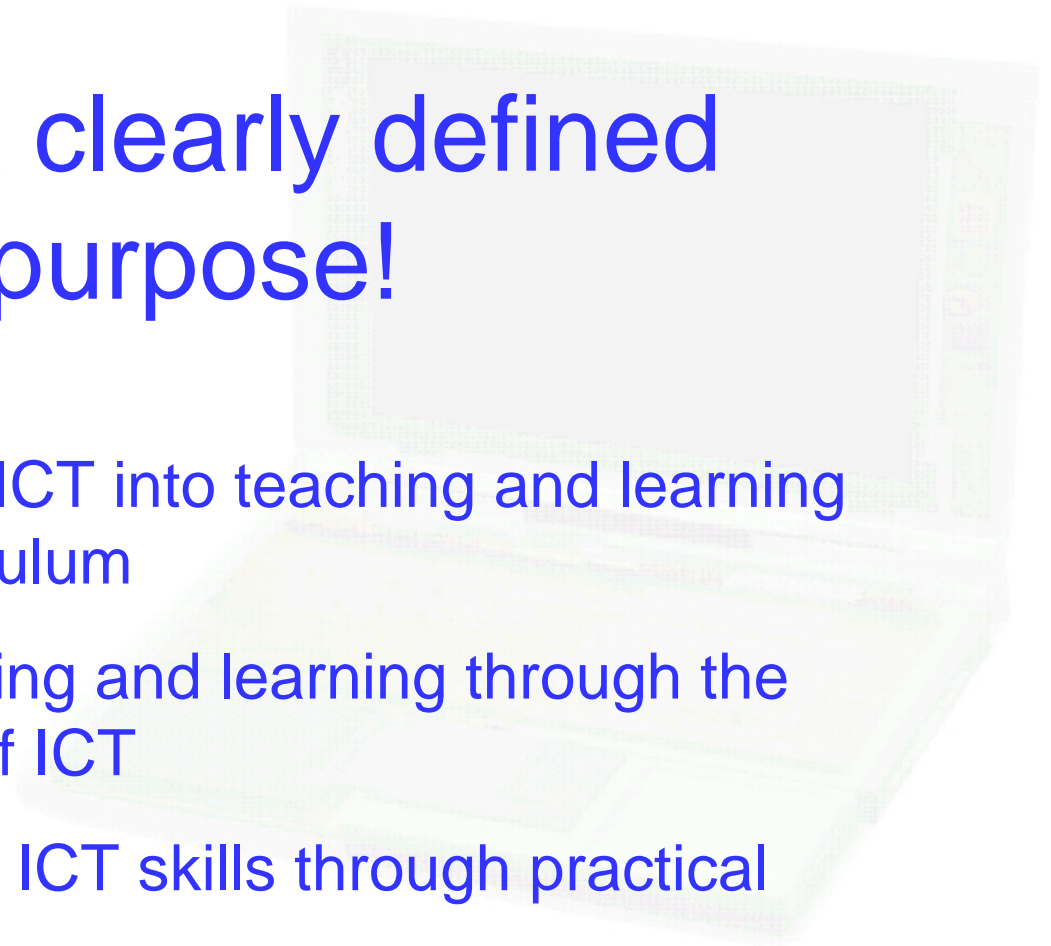 clearly defined
purpose!
ICT into teaching and learning
ulum
ing and learning through the
f ICT
ICT skills through practical